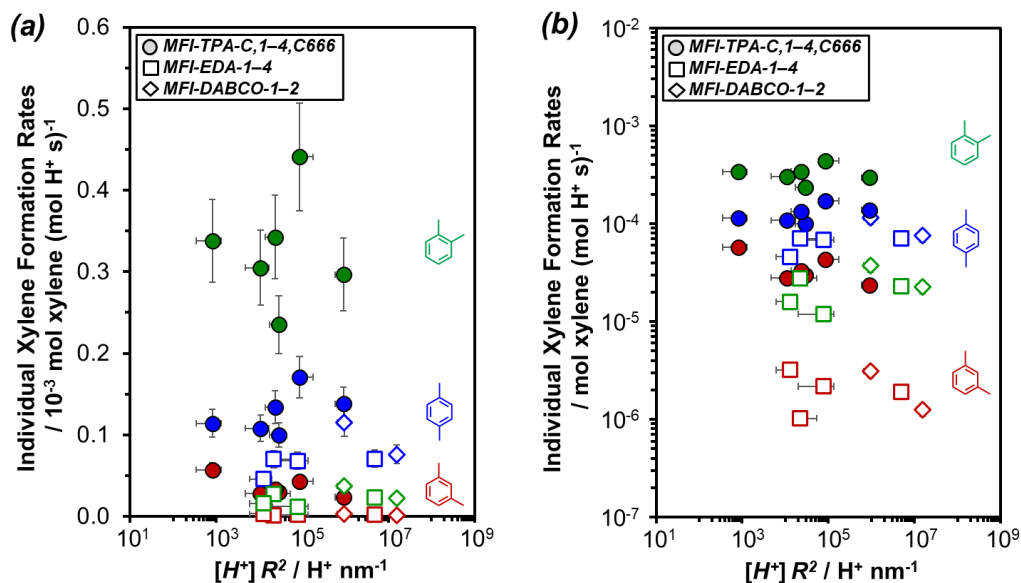 (a)
MFI-TPA-C,1–4,C666
MFI-EDA-1–4
MFI-DABCO-1–2
Individual Xylene Formation Rates
/ 10⁻³ mol xylene (mol H⁺ s)⁻¹
0.6
0.5
0.4
0.3
0.2
0.1
0.0
10¹ 10³ 10⁵ 10⁷ 10⁹
[H⁺] R² / H⁺ nm⁻¹
(b)
MFI-TPA-C,1–4,C666
MFI-EDA-1–4
MFI-DABCO-1–2
Individual Xylene Formation Rates
/ mol xylene (mol H⁺ s)⁻¹
10⁻²
10⁻³
10⁻⁴
10⁻⁵
10⁻⁶
10⁻⁷
10¹ 10³ 10⁵ 10⁷ 10⁹
[H⁺] R² / H⁺ nm⁻¹